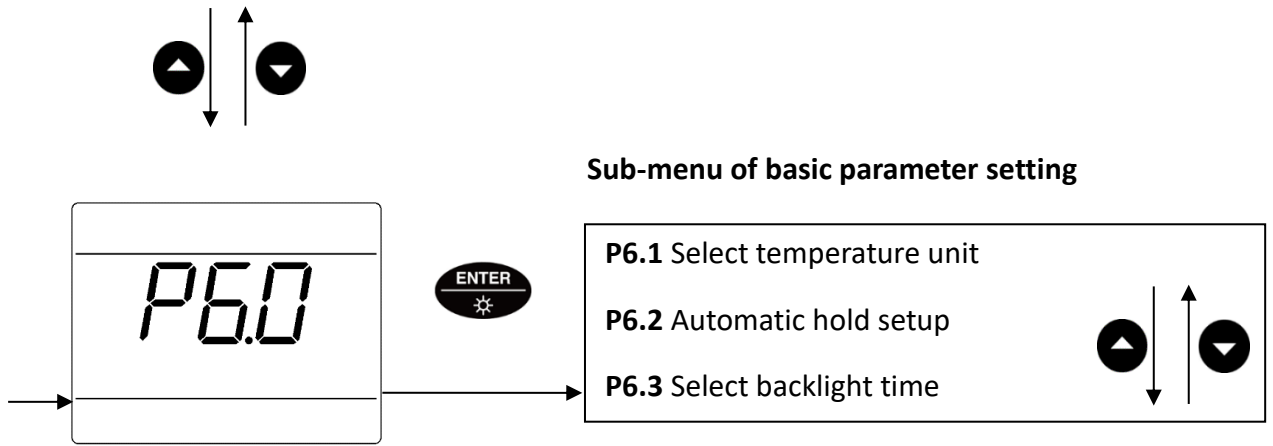 Sub-menu of basic parameter setting
P6.0
ENTER
P6.1 Select temperature unit
P6.2 Automatic hold setup
P6.3 Select backlight time